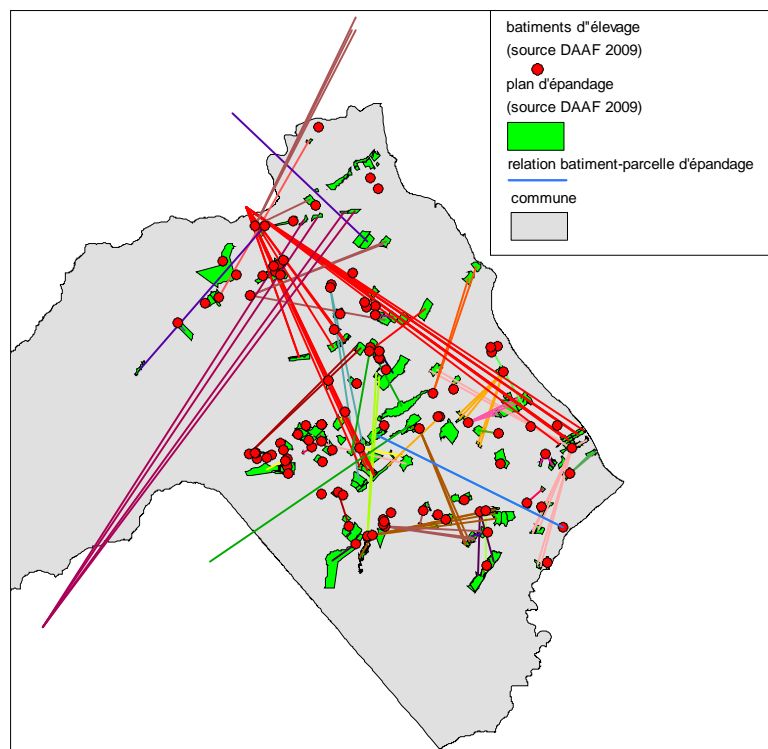 batiments d"élevage
(source DAAF 2009)
plan d'épandage
(source DAAF 2009)
relation batiment-parcelle d'épandage
commune